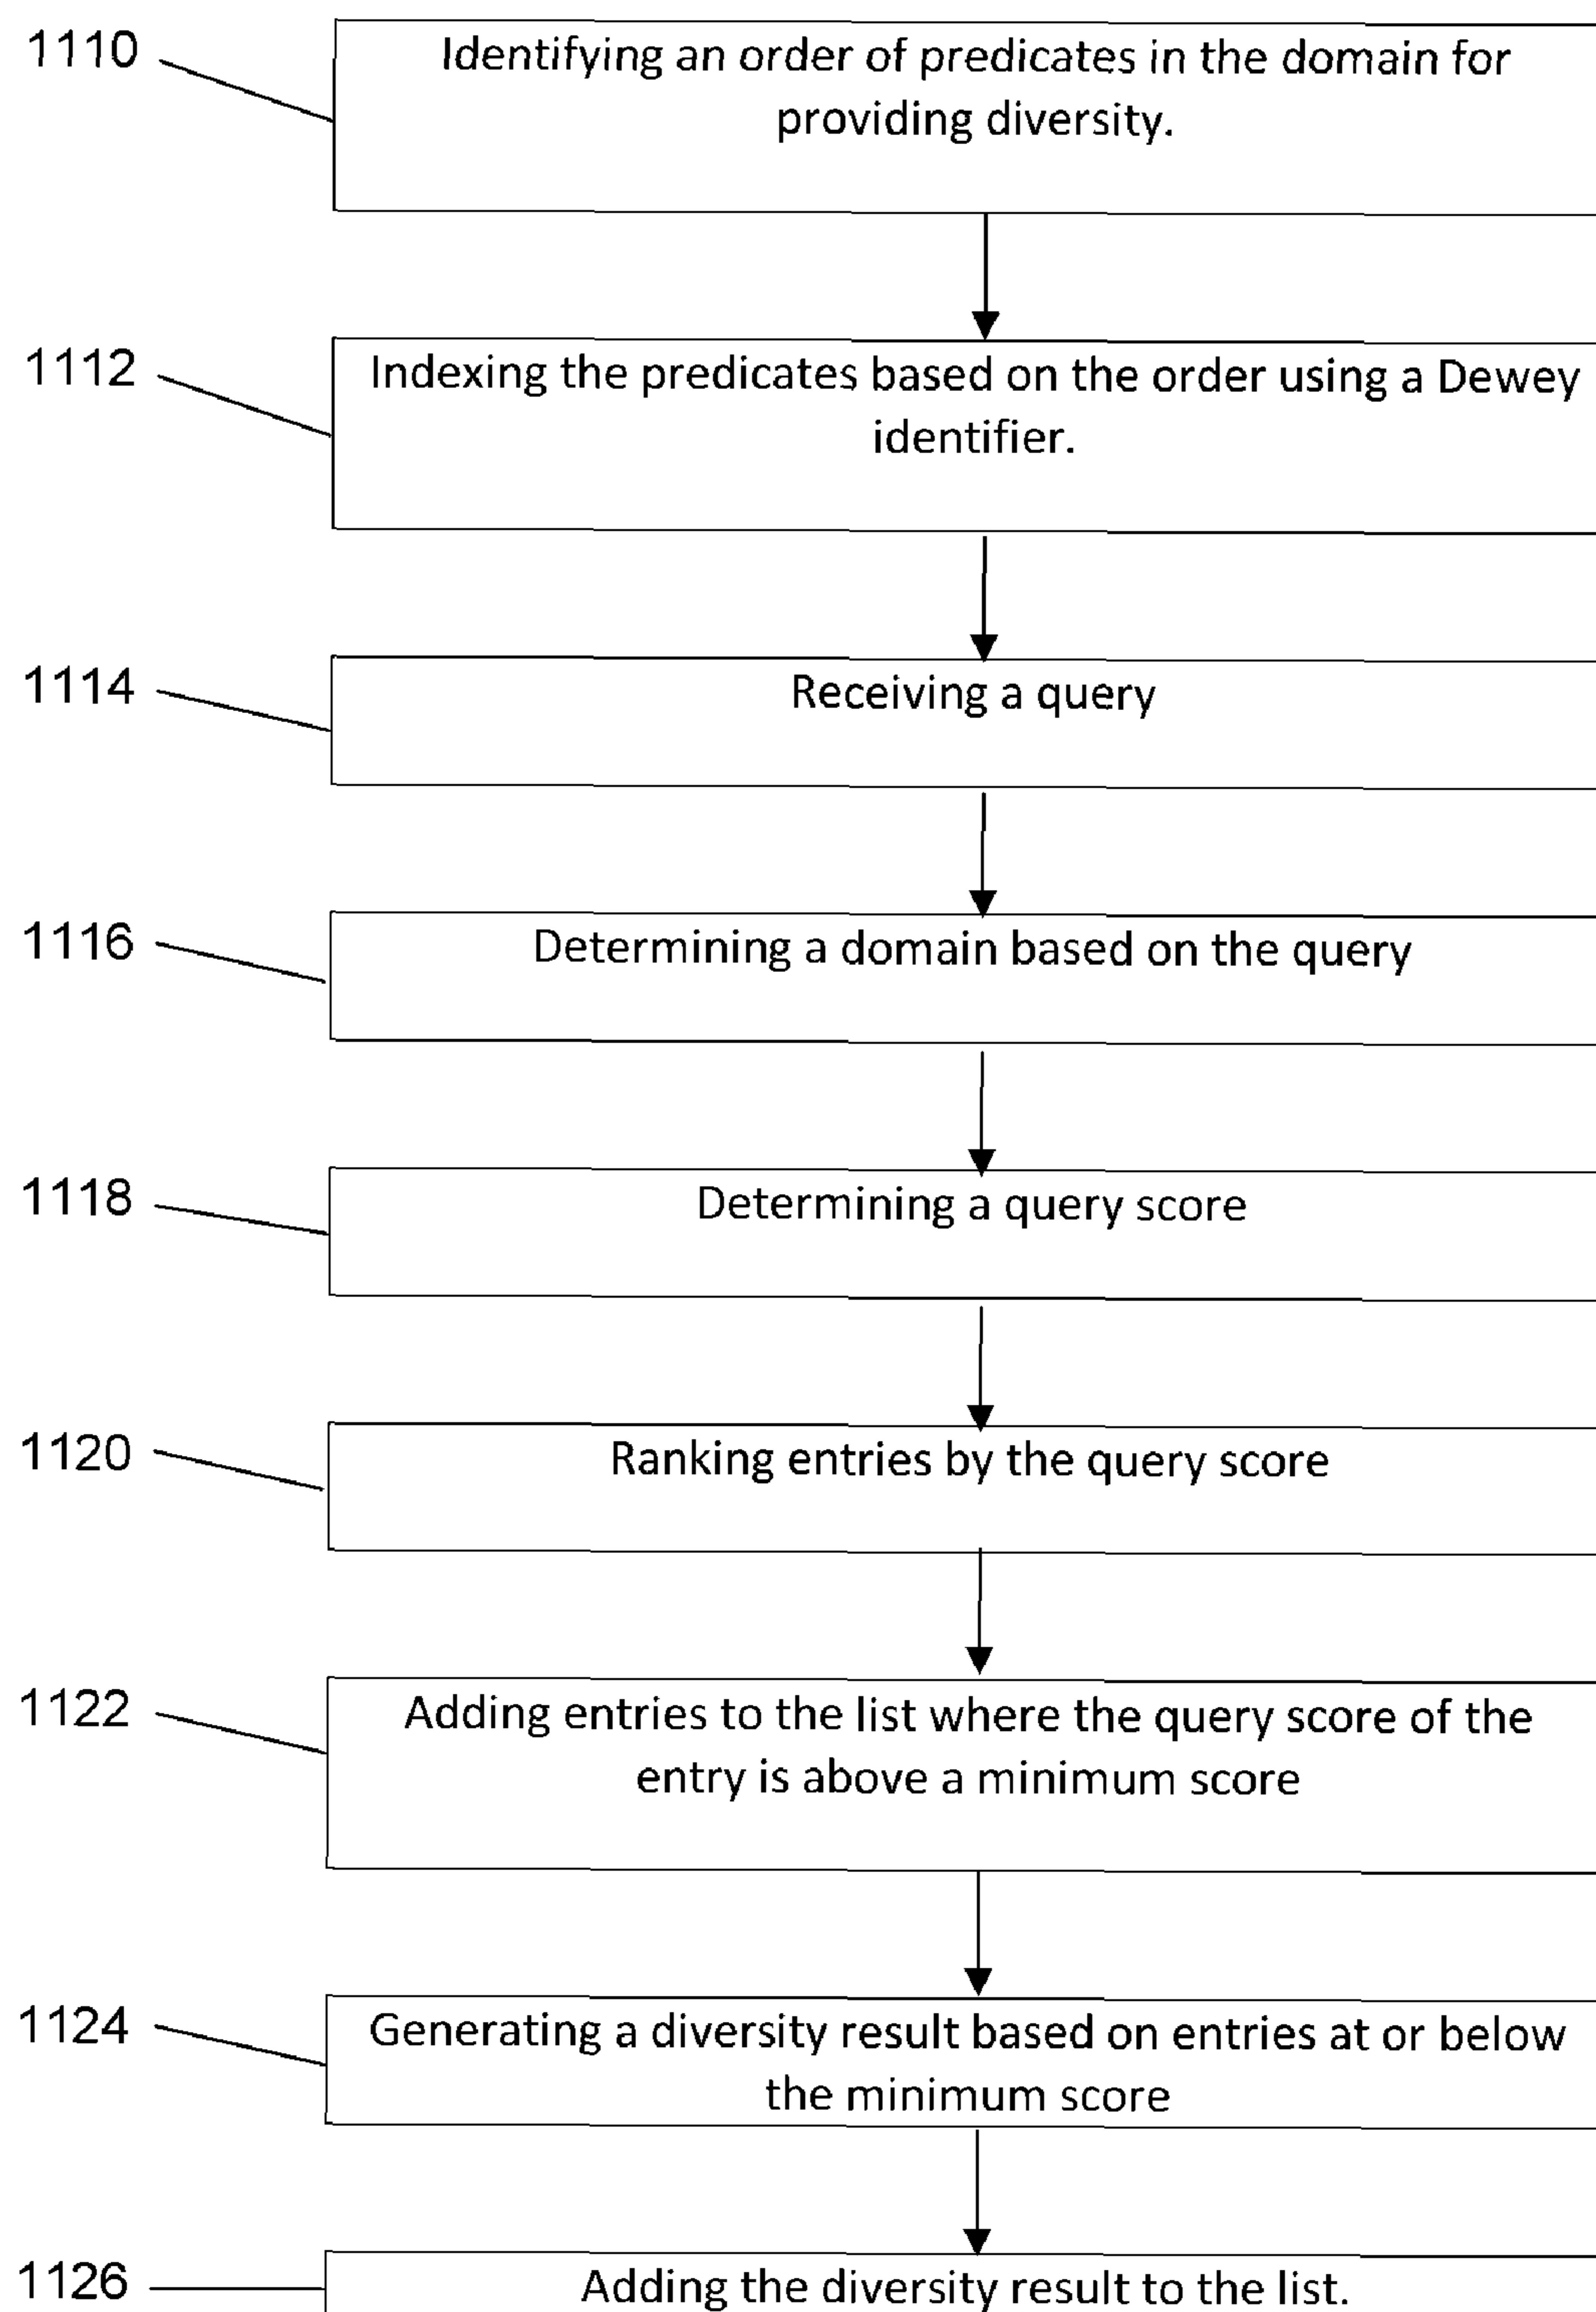 1110
Identifying an order of predicates in the domain for
providing diversity.
1112
Indexing the predicates based on the order using a Dewey
identifier.
1114
Receiving a query
1116
Determining a domain based on the query
1118
Determining a query score
1120
Ranking entries by the query score
1122
Adding entries to the list where the query score of the
entry is above a minimum score
1124
Generating a diversity result based on entries at or below
the minimum score
1126
Adding the diversity result to the list.